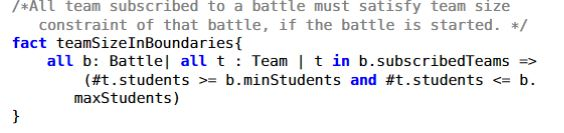 /*All team subscribed to a battle must satisfy team size
constraint of that battle, if the battle is started. */
fact teamSizeInBoundaries{
all b: Battle| all t : Team | t in b.subscribedTeams =>
(#t.students >= b.minStudents and #t.students <= b.
maxStudents)
}